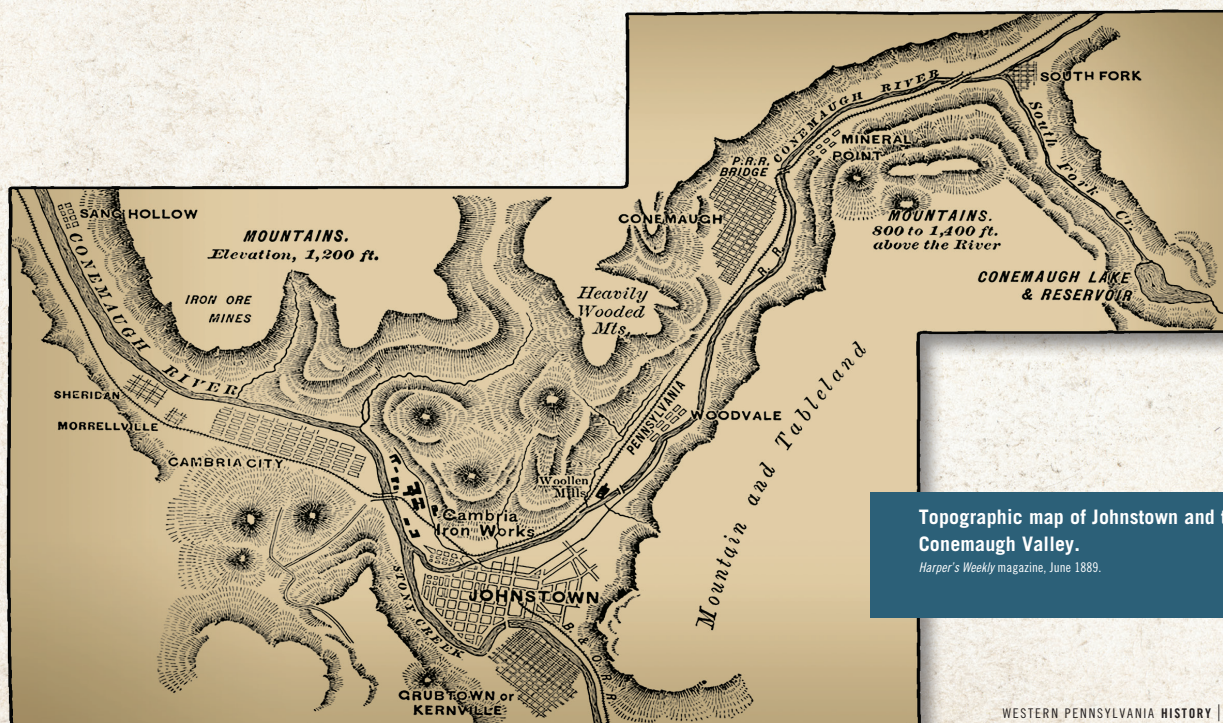 SOUTH FORK
CONEMAUGH RIVER
South Fork Cr.
MINERAL
POINT
P.R.R.
BRIDGE
CONEMAUGH
MOUNTAINS.
800 to 1,400 ft.
above the River
CONEMAUGH LAKE
& RESERVOIR
SANG HOLLOW
CONEMAUGH RIVER
MOUNTAINS.
Elevation, 1,200 ft.
IRON ORE
MINES
Heavily
Wooded
Mts.
R. R.
PENNSYLVANIA
SHERIDAN
MORRELLVILLE
CAMBRIA CITY
WOODVALE
Woollen
Mills
Cambria
Iron Works
Mountain and Tableland
STONY CREEK
JOHNSTOWN
B & O. R. R.
GRUBTOWN or
KERNVILLE
Topographic map of Johnstown and
Conemaugh Valley.
Harper's Weekly magazine, June 1889.
WESTERN PENNSYLVANIA HISTORY |